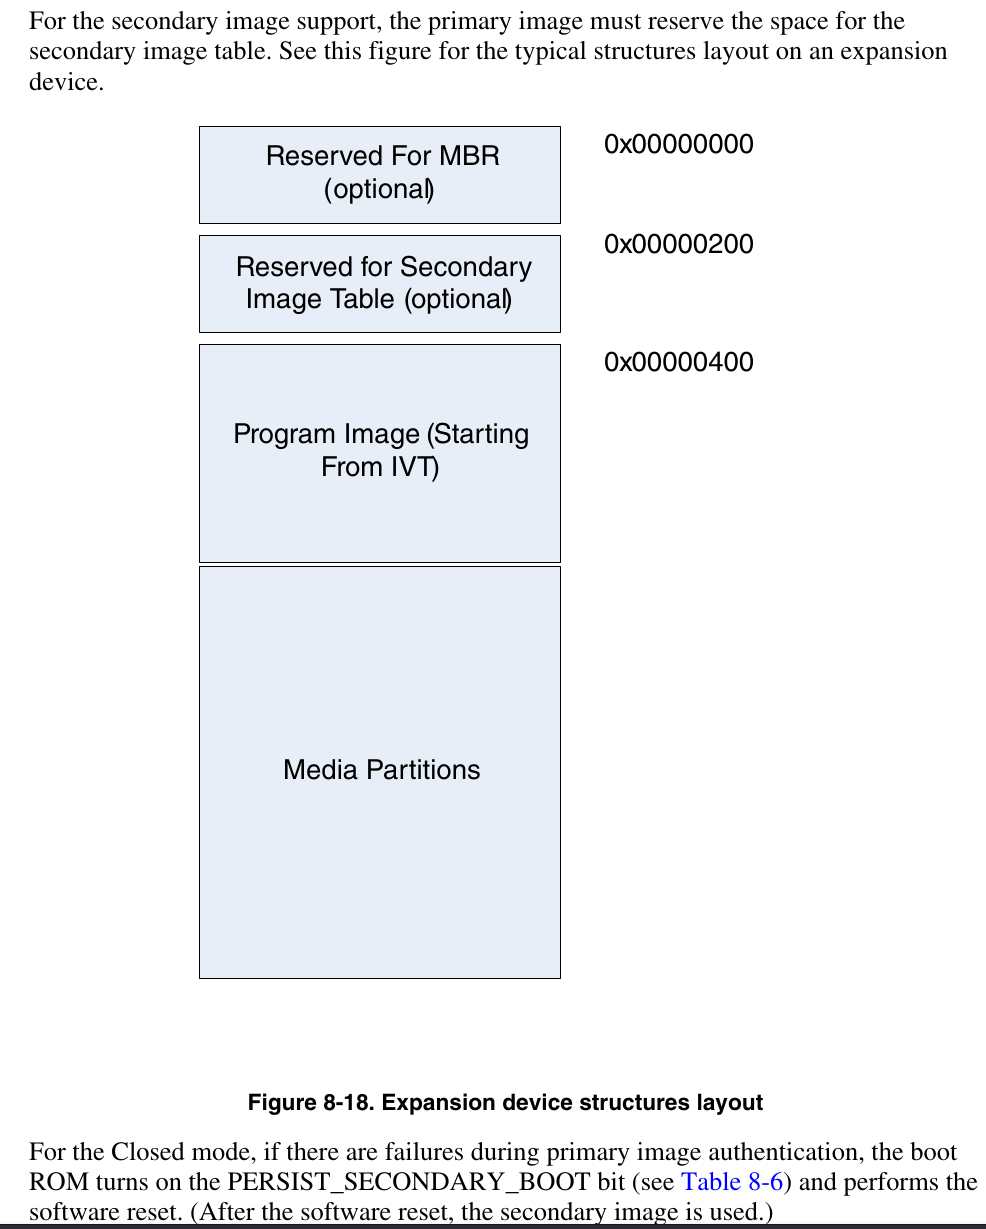 For the secondary image support, the primary image must reserve the space for the
secondary image table. See this figure for the typical structures layout on an expansion
device.
Reserved For MBR
(optional)
0x00000000
Reserved for Secondary
Image Table (optional)
0x00000200
Program Image (Starting
From IVT)
0x00000400
Media Partitions
Figure 8-18. Expansion device structures layout
For the Closed mode, if there are failures during primary image authentication, the boot
ROM turns on the PERSIST_SECONDARY_BOOT bit (see Table 8-6) and performs the
software reset. (After the software reset, the secondary image is used.)